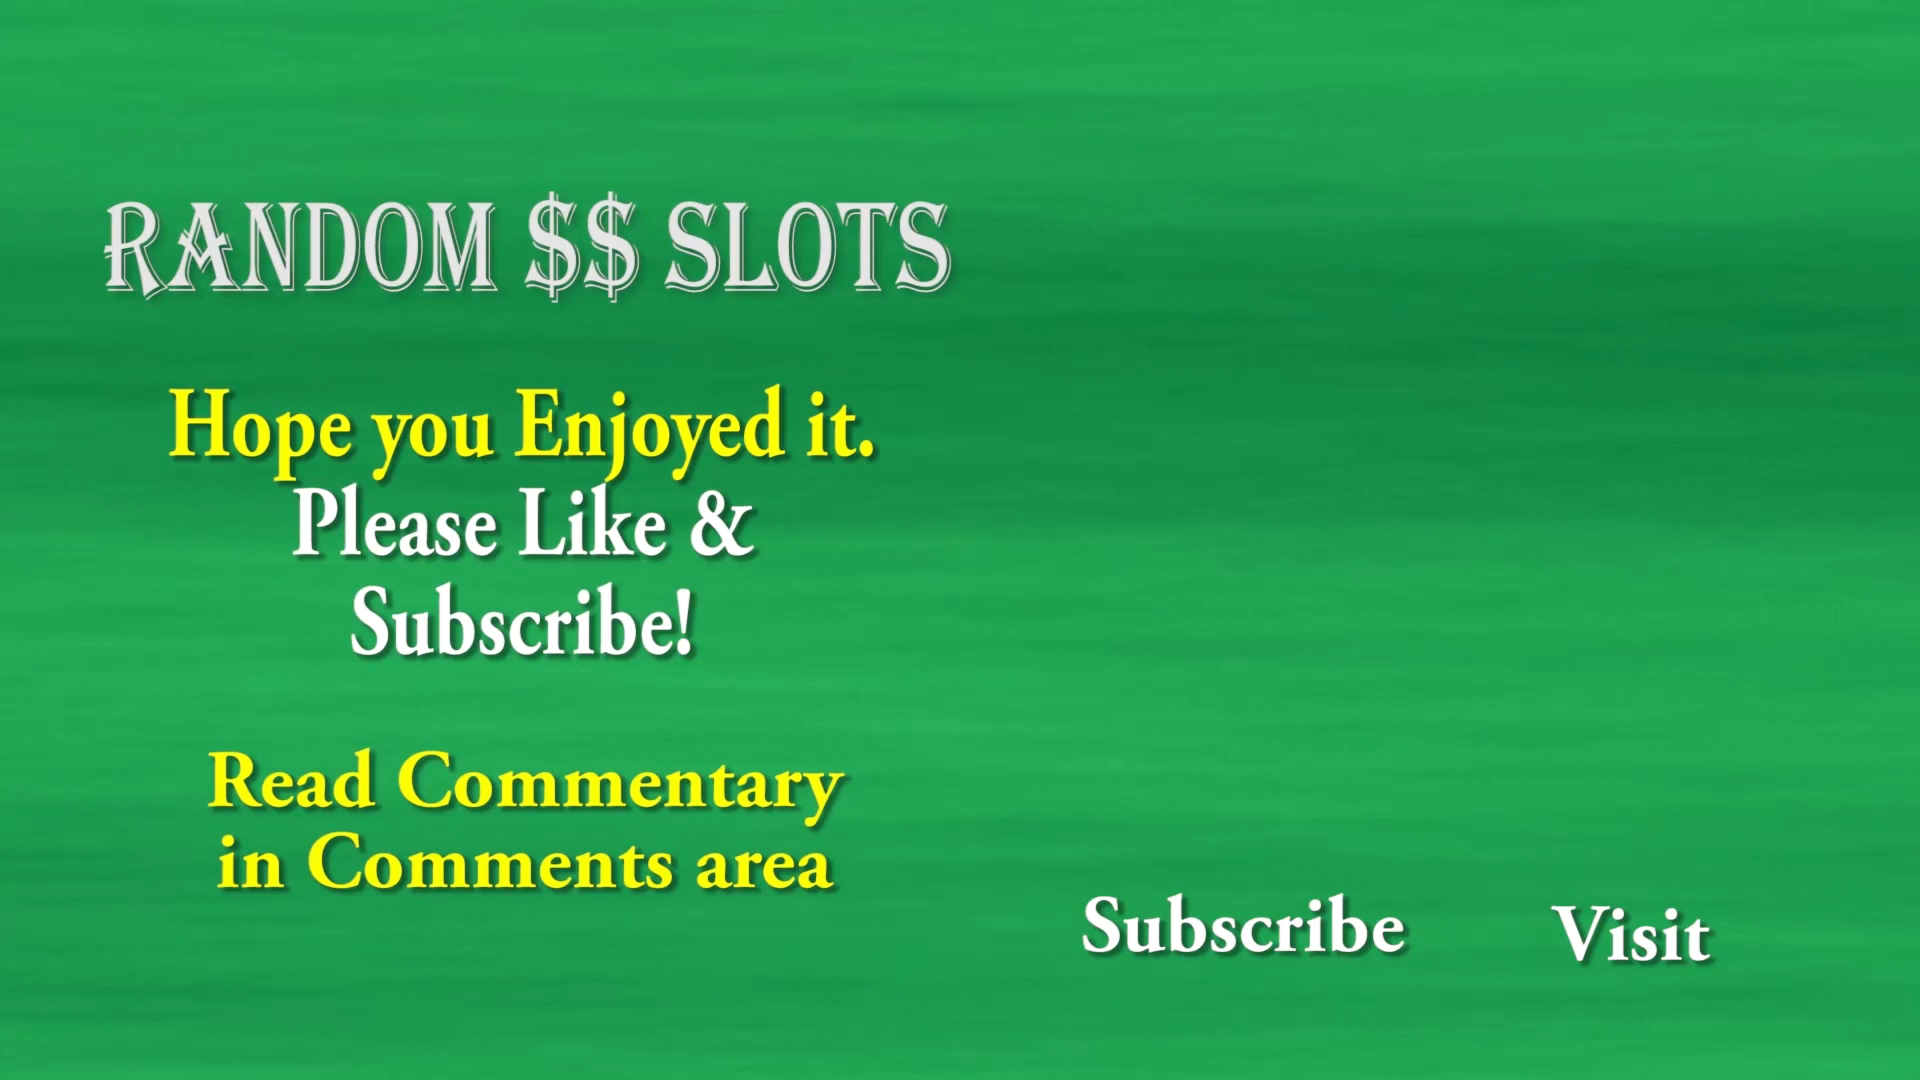 RANDOM $$ SLOTS
Hope you Enjoyed it.
Please Like &
Subscribe!
Read Commentary
in Comments area
Subscribe
Visit